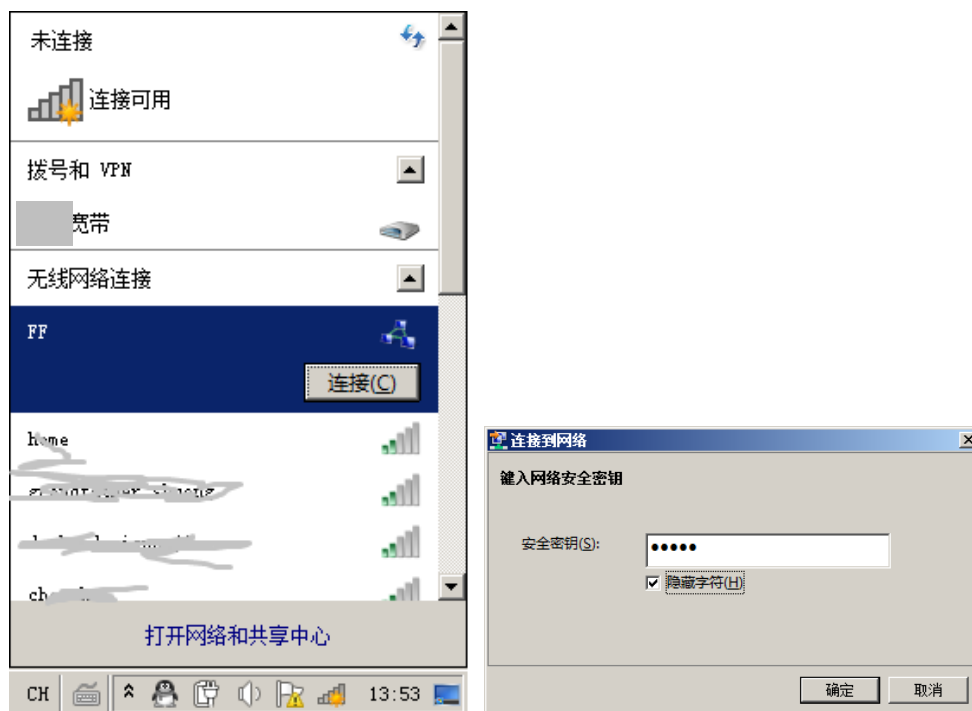 未连接
连接可用
拨号和 VPN
宽带
无线网络连接
FF
连接(C)
Home
打开网络和共享中心
CH
13:53
连接到网络
键入网络安全密钥
安全密钥(S):
●●●●●
隐藏字符(H)
确定
取消